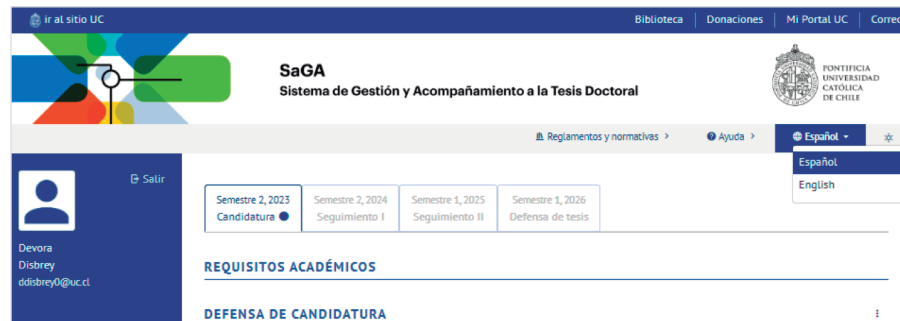 ir al sitio UC
Biblioteca
Donaciones
Mi Portal UC
SaGA
Sistema de Gestión y Acompañamiento a la Tesis Doctoral
PONTIFICIA
UNIVERSIDAD
CATÓLICA
DE CHILE
Reglamentos y normativas >
Ayuda >
Español
Español
English
Salir
Semestre 2, 2023
Candidatura
Semestre 2, 2024
Seguimiento I
Semestre 1, 2025
Seguimiento II
Semestre 1, 2026
Defensa de tesis
Devora
Disbrey
ddisbrey0@uc.cl
REQUISITOS ACADÉMICOS
DEFENSA DE CANDIDATURA